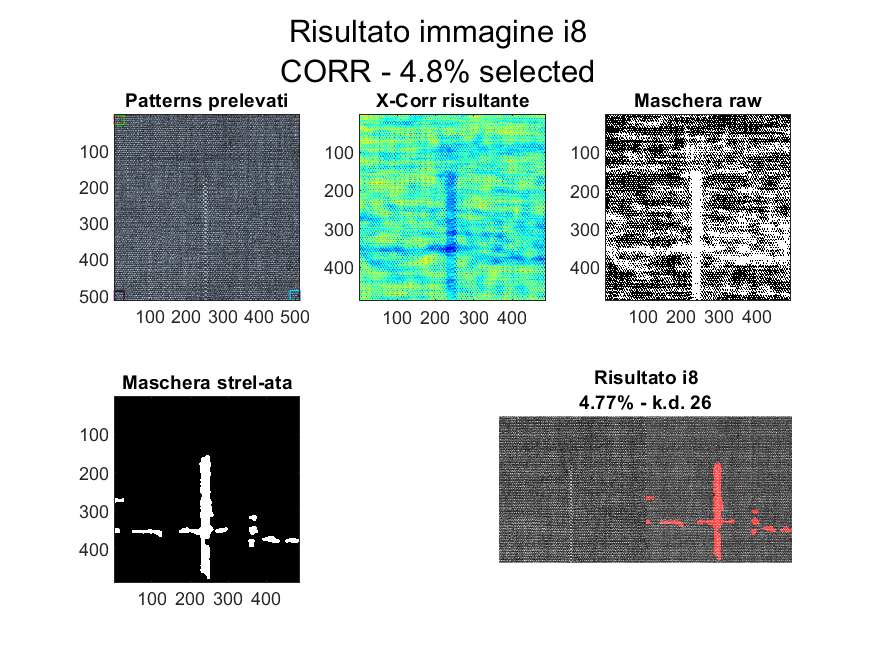 Risultato immagine i8
CORR - 4.8% selected
Patterns prelevati
100
200
300
400
500
100 200 300 400 500
X-Corr risultante
100
200
300
400
100 200 300 400
Maschera raw
100
200
300
400
100 200 300 400
Maschera strel-ata
100
200
300
400
100 200 300 400
Risultato i8
4.77% - k.d. 26